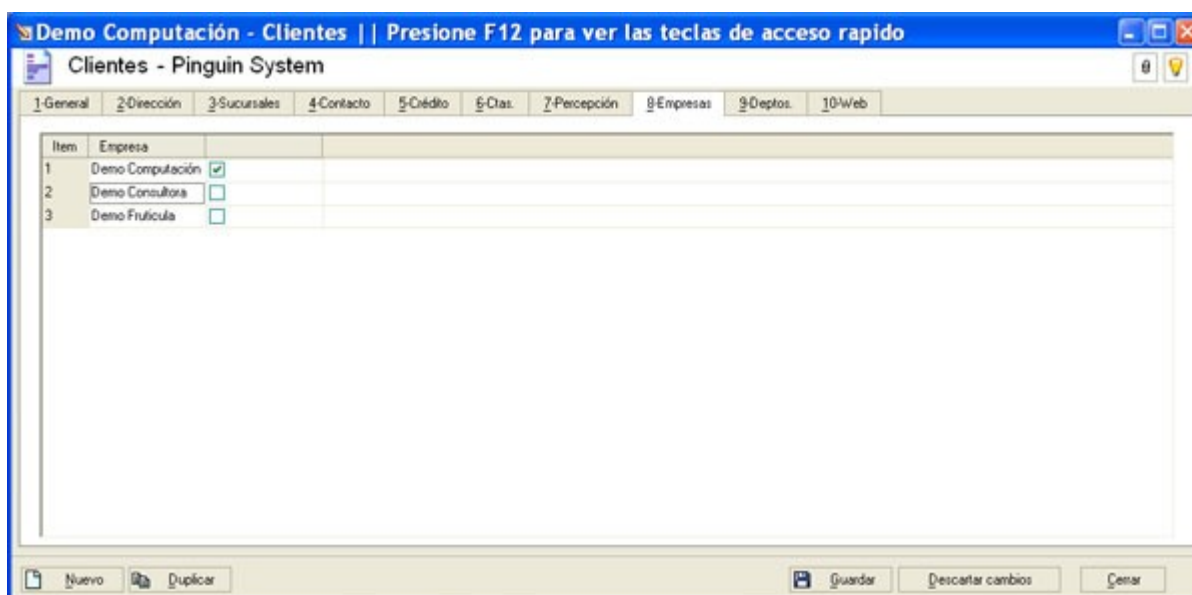 Demo Computación - Clientes || Presione F12 para ver las teclas de acceso rapido
Clientes - Pinguin System
1-General 2-Dirección 3-Sucursales 4-Contacto 5-Crédito 6-Ctas. 7-Percepción 8-Empresas 9-Deptos. 10-Web
Item Empresa
1 Demo Computación
2 Demo Consultora
3 Demo Fruticula
Nuevo Duplicar Guardar Descartar cambios Cerrar